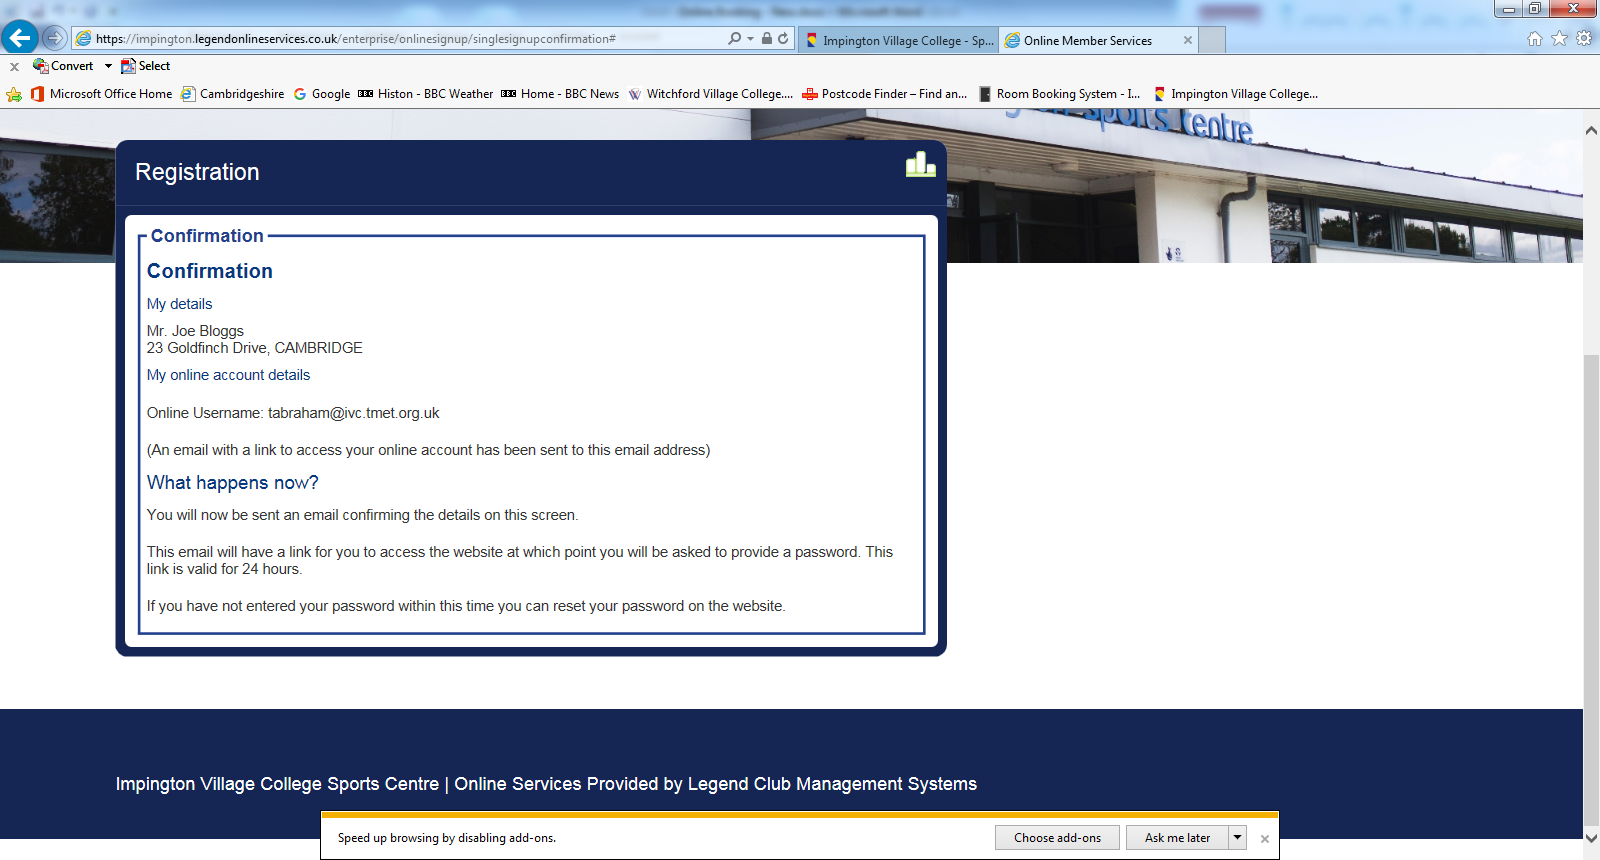 https://impington.legendonlineservices.co.uk/enterprise/onlinesignup/singlesignupconfirmation#
Impington Village College - Sp...
Online Member Services
Convert
Select
Microsoft Office Home
Cambridgeshire
Google
Histon - BBC Weather
Home - BBC News
Witchford Village College....
Postcode Finder – Find an...
Room Booking System - I...
Impington Village College...
sports centre
Registration
Confirmation
Confirmation
My details
Mr. Joe Bloggs
23 Goldfinch Drive, CAMBRIDGE
My online account details
Online Username: tabraham@ivc.tmet.org.uk
(An email with a link to access your online account has been sent to this email address)
What happens now?
You will now be sent an email confirming the details on this screen.
This email will have a link for you to access the website at which point you will be asked to provide a password. This
link is valid for 24 hours.
If you have not entered your password within this time you can reset your password on the website.
Impington Village College Sports Centre | Online Services Provided by Legend Club Management Systems
Speed up browsing by disabling add-ons.
Choose add-ons
Ask me later